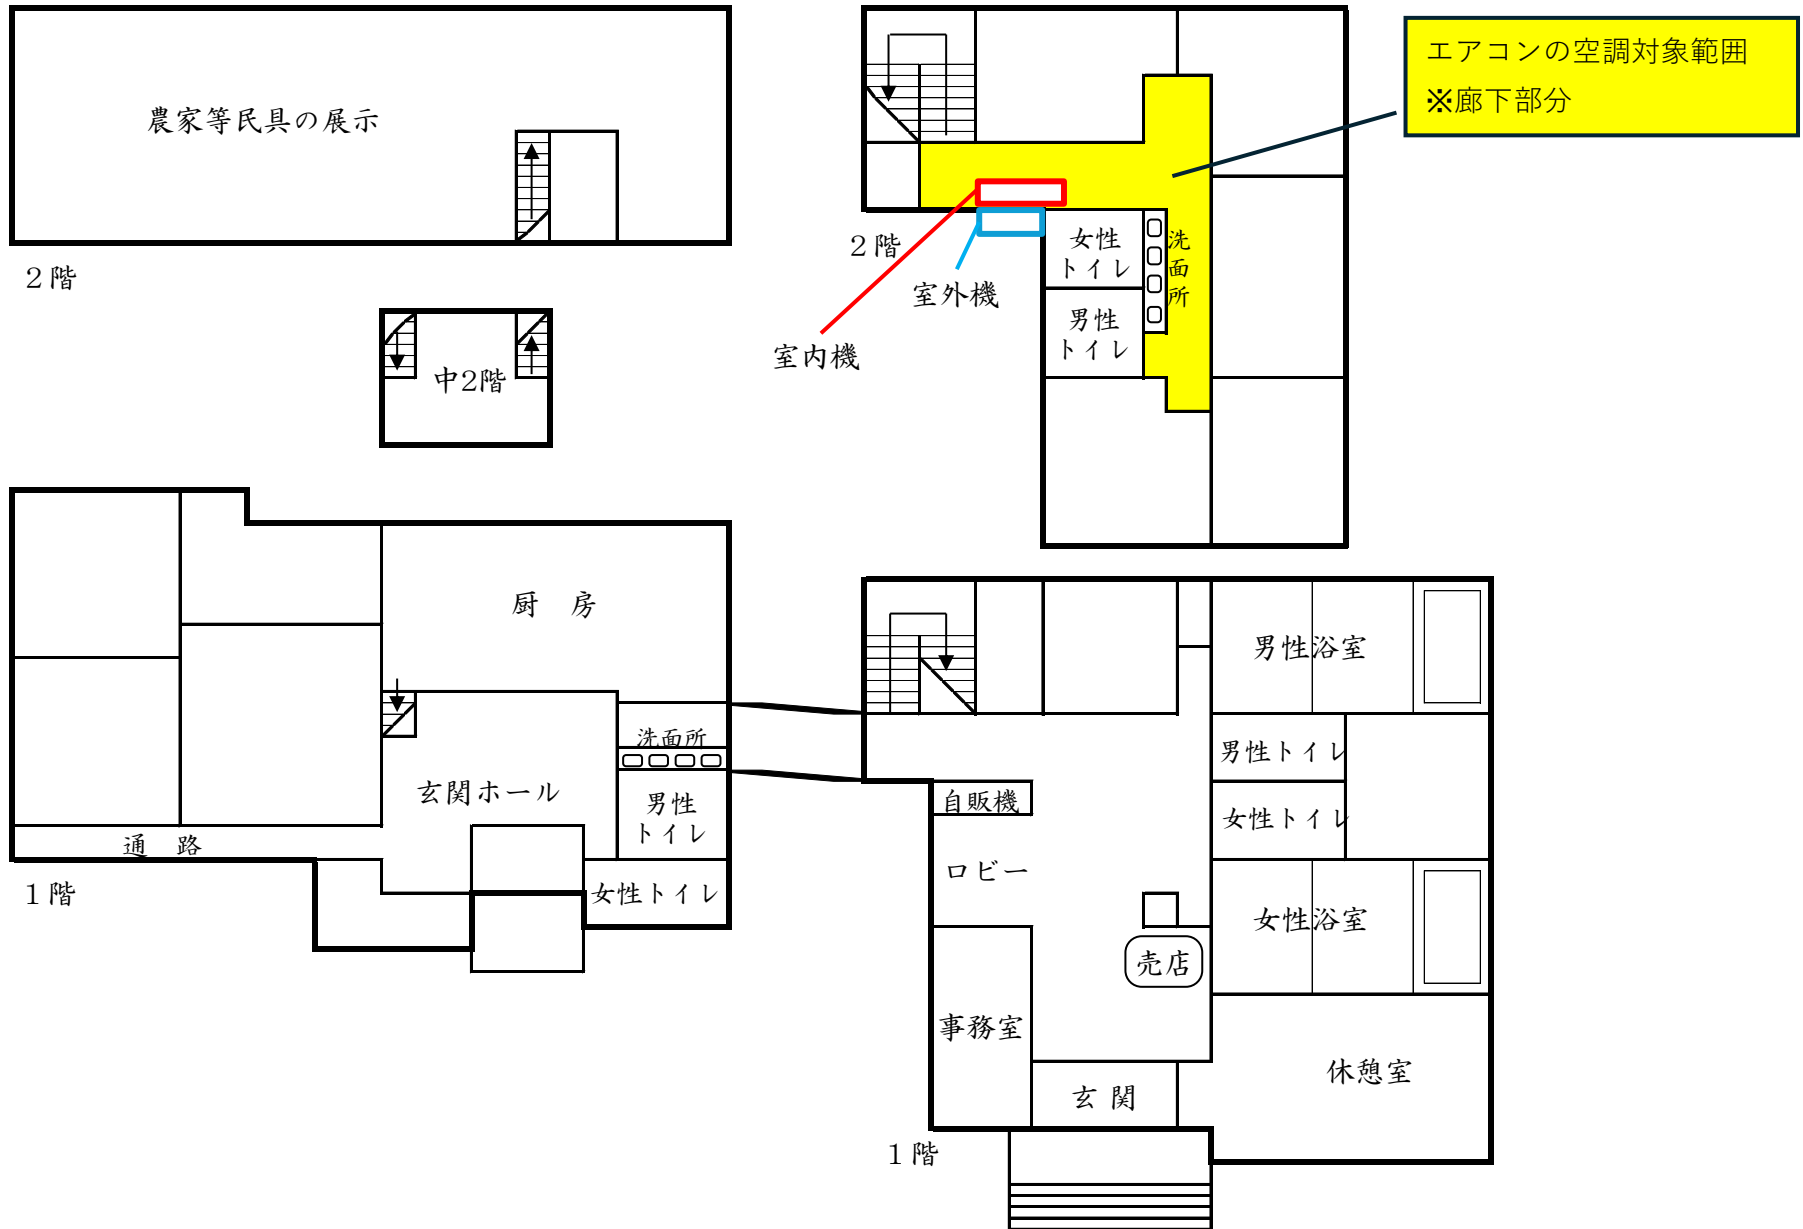 エアコンの空調対象範囲
※廊下部分
農家等民具の展示
2階
中2階
2階
女性
トイレ
男性
トイレ
洗面所
室外機
室内機
厨　房
洗面所
玄関ホール
男性
トイレ
通　路
女性トイレ
1階
男性浴室
男性トイレ
女性トイレ
自販機
ロビー
女性浴室
売店
事務室
休憩室
玄 関
1階